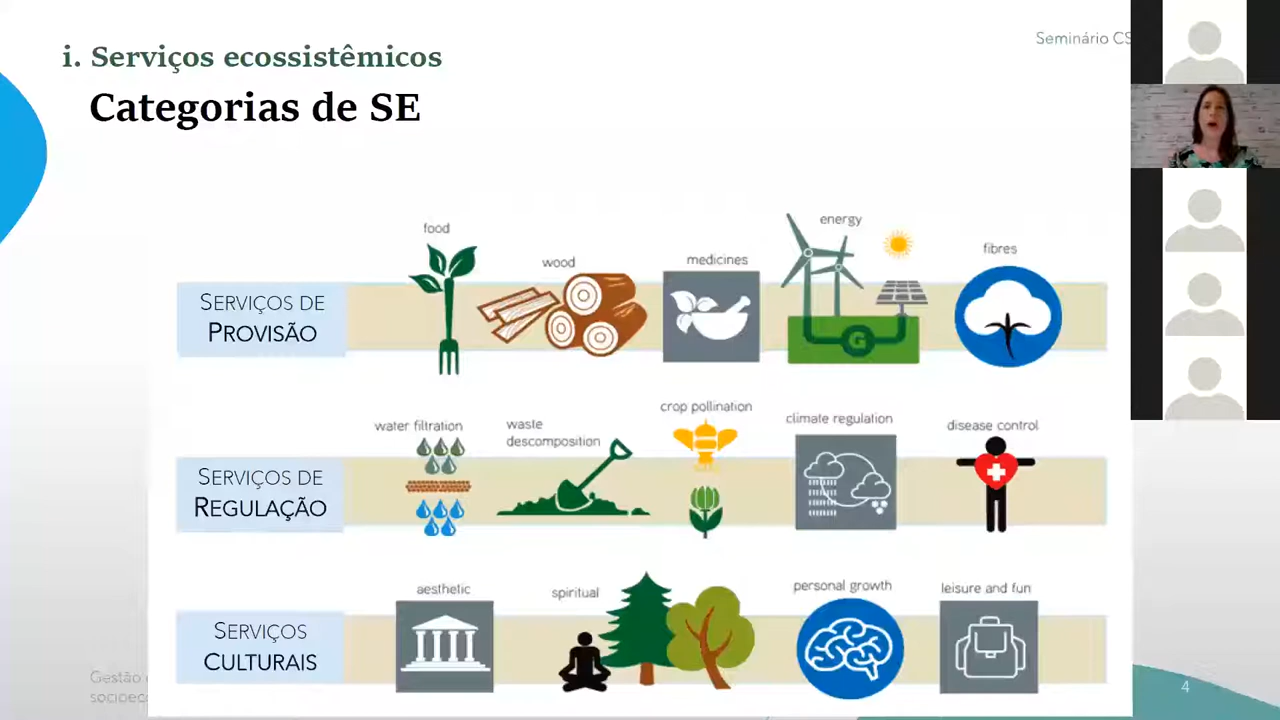 Seminário CS
i. Serviços ecossistêmicos
Categorias de SE
food
wood
medicines
energy
fibres
SERVIÇOS DE
PROVISÃO
G
water filtration
waste
descomposition
crop pollination
climate regulation
disease control
SERVIÇOS DE
REGULAÇÃO
aesthetic
spiritual
personal growth
leisure and fun
SERVIÇOS
CULTURAIS
Gestão
socioec
4